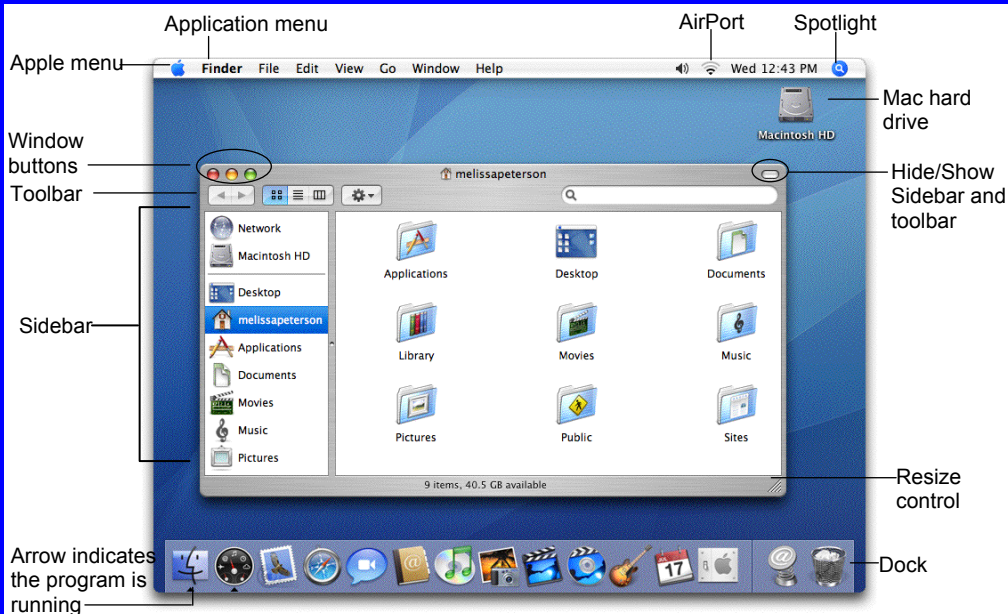 Application menu
AirPort
Spotlight
Apple menu
Finder File Edit View Go Window Help
Wed 12:43 PM
Mac hard
drive
Macintosh HD
Window
buttons
melissapeterson
Hide/Show
Sidebar and
toolbar
Toolbar
Sidebar
Network
Macintosh HD
Desktop
melissapeterson
Applications
Documents
Movies
Music
Pictures
Applications
Desktop
Documents
Library
Movies
Music
Pictures
Public
Sites
9 items, 40.5 GB available
Resize
control
Arrow indicates
the program is
running
17
Dock